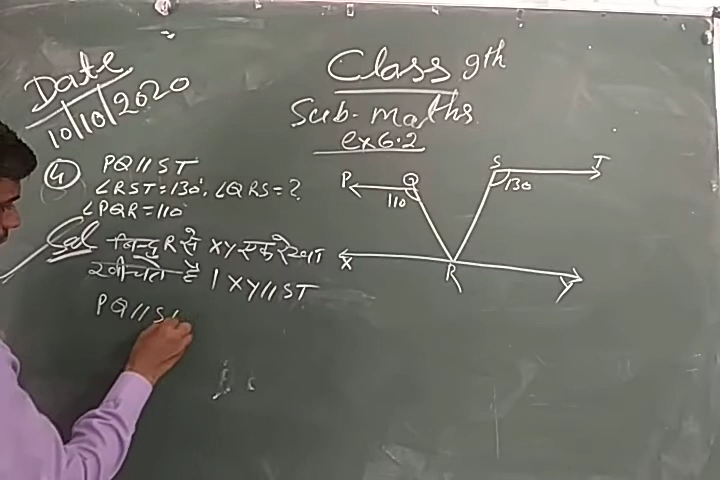 Date
10/10/2020
Class 9th
Sub-maths
ex 6.2
4 PQ // ST
∠RST=130°, ∠QRS=?
∠PQR=110°
Sol बिन्दु R से XY एक रेखा
खीचते है । XY // ST
PQ // S
P Q S T
110 130
X R Y